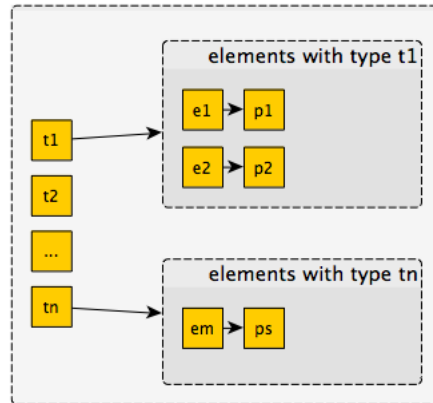 elements with type t1
e1 p1
t1
e2 p2
t2
...
elements with type tn
tn
em ps